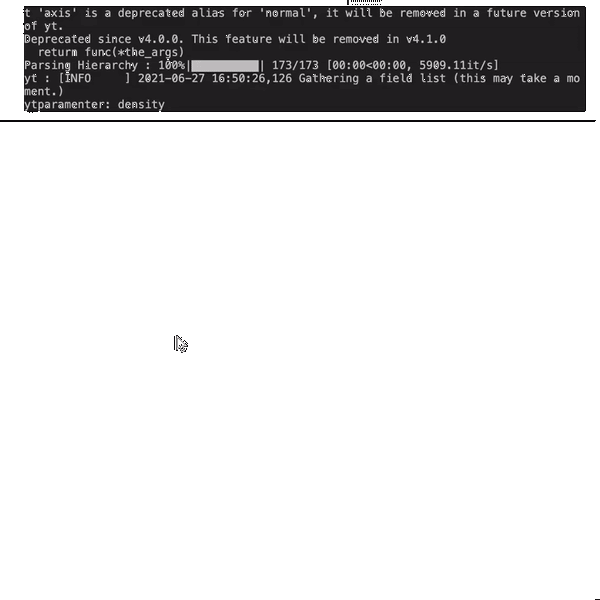 t 'axis' is a deprecated alias for 'normal', it will be removed in a future version
of yt.
Deprecated since v4.0.0. This feature will be removed in v4.1.0
return func(*the_args)
Parsing Hierarchy : 100%|██████████| 173/173 [00:00<00:00, 5909.11it/s]
yt : [INFO     ] 2021-06-27 16:50:26,126 Gathering a field list (this may take a mo
ment.)
ytparamenter: density